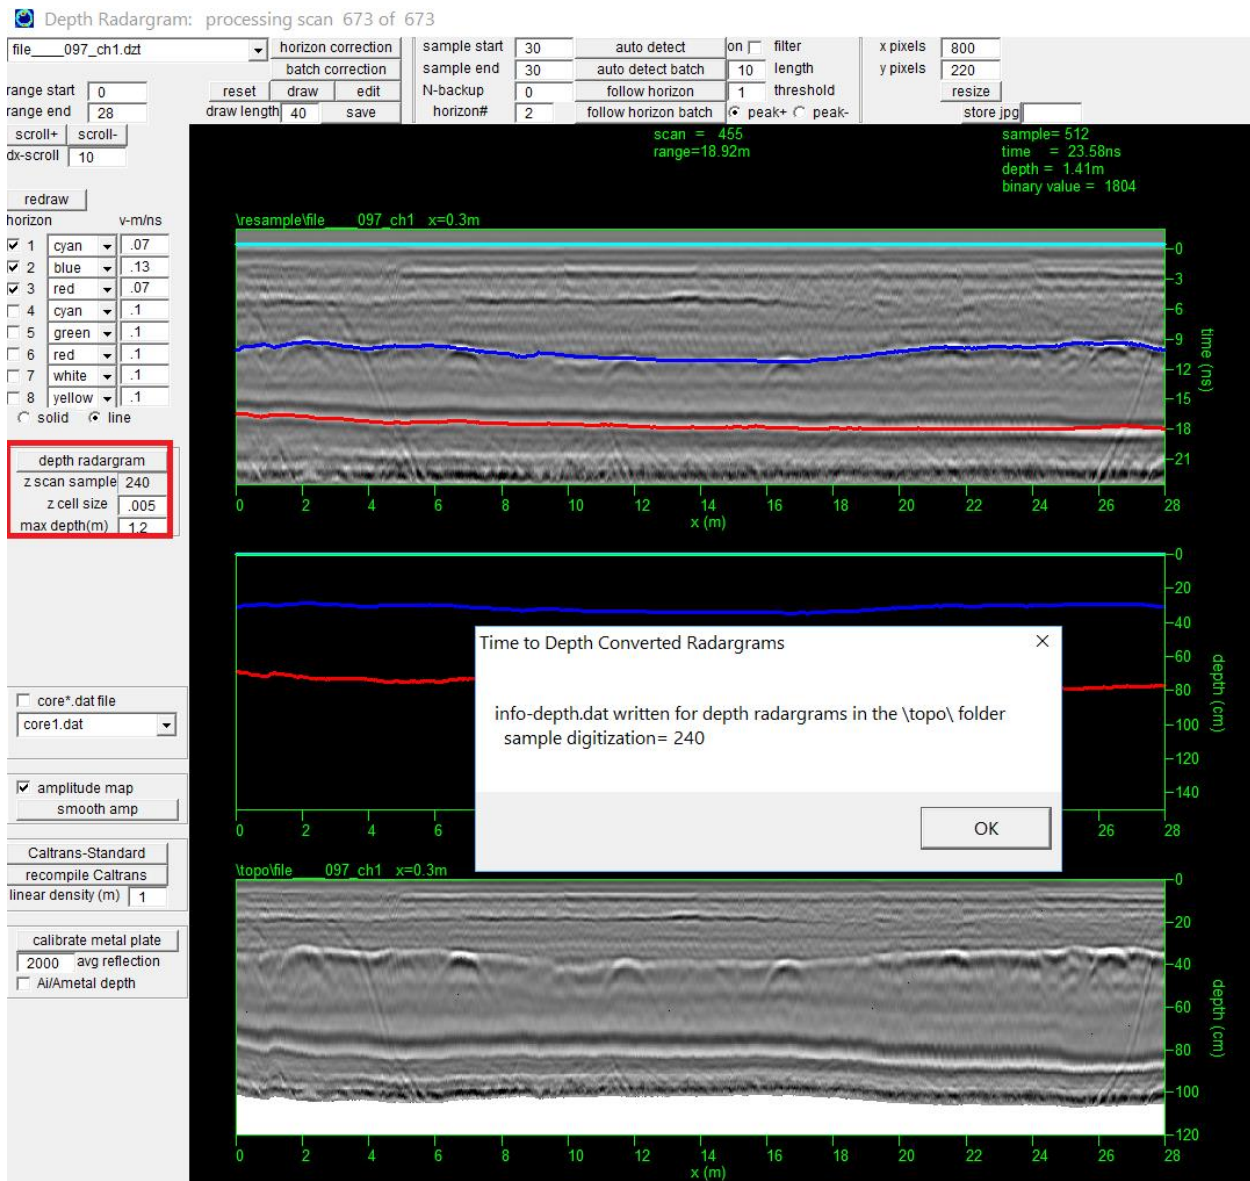 Depth Radargram: processing scan 673 of 673
file____097_ch1.dzt
horizon correction
batch correction
reset draw edit
draw length 40 save
sample start 30
sample end 30
N-backup 0
horizon# 2
auto detect
auto detect batch
follow horizon
follow horizon batch
on filter
10 length
1 threshold
peak+ peak-
x pixels 800
y pixels 220
resize
store jpg
range start 0
range end 28
scroll+ scroll-
dx-scroll 10
redraw
horizon v-m/ns
1 cyan .07
2 blue .13
3 red .07
4 cyan .1
5 green .1
6 red .1
7 white .1
8 yellow .1
solid line
depth radargram
z scan sample 240
z cell size .005
max depth(m) 1.2
core*.dat file
core1.dat
amplitude map
smooth amp
Caltrans-Standard
recompile Caltrans
linear density (m) 1
calibrate metal plate
2000 avg reflection
Ai/Ametal depth
scan = 455
range=18.92m
sample= 512
time = 23.58ns
depth = 1.41m
binary value = 1804
\resample\file____097_ch1 x=0.3m
0
3
6
9
12
15
18
21
time (ns)
0 2 4 6 8 10 12 14 16 18 20 22 24 26 28
x (m)
0
20
40
60
80
100
120
140
depth (cm)
0 2 4 6 26 28
Time to Depth Converted Radargrams
info-depth.dat written for depth radargrams in the \topo\ folder
sample digitization= 240
OK
\topo\file____097_ch1 x=0.3m
0
20
40
60
80
100
120
depth (cm)
0 2 4 6 8 10 12 14 16 18 20 22 24 26 28
x (m)